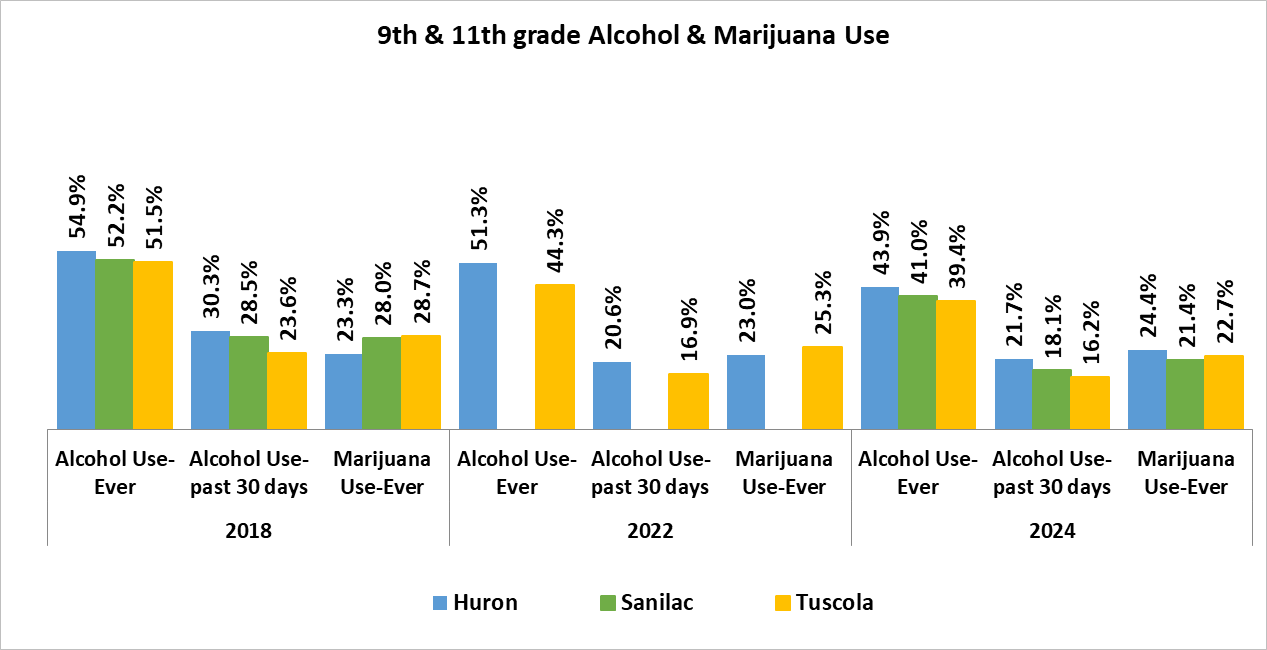 9th & 11th grade Alcohol & Marijuana Use
54.9%
52.2%
51.5%
30.3%
28.5%
23.6%
23.3%
28.0%
28.7%
51.3%
44.3%
20.6%
16.9%
23.0%
25.3%
43.9%
41.0%
39.4%
21.7%
18.1%
16.2%
24.4%
21.4%
22.7%
Alcohol Use-
Ever
Alcohol Use-
past 30 days
Marijuana
Use-Ever
Alcohol Use-
Ever
Alcohol Use-
past 30 days
Marijuana
Use-Ever
Alcohol Use-
Ever
Alcohol Use-
past 30 days
Marijuana
Use-Ever
2018
2022
2024
Huron
Sanilac
Tuscola